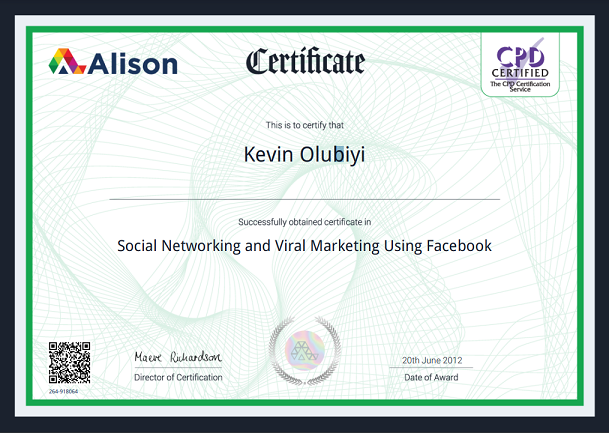 Alison
Certificate
CPD
CERTIFIED
The CPD Certification
Service
This is to certify that
Kevin Olubiyi
Successfully obtained certificate in
Social Networking and Viral Marketing Using Facebook
Maeve Richardson
Director of Certification
20th June 2012
Date of Award
264-918064